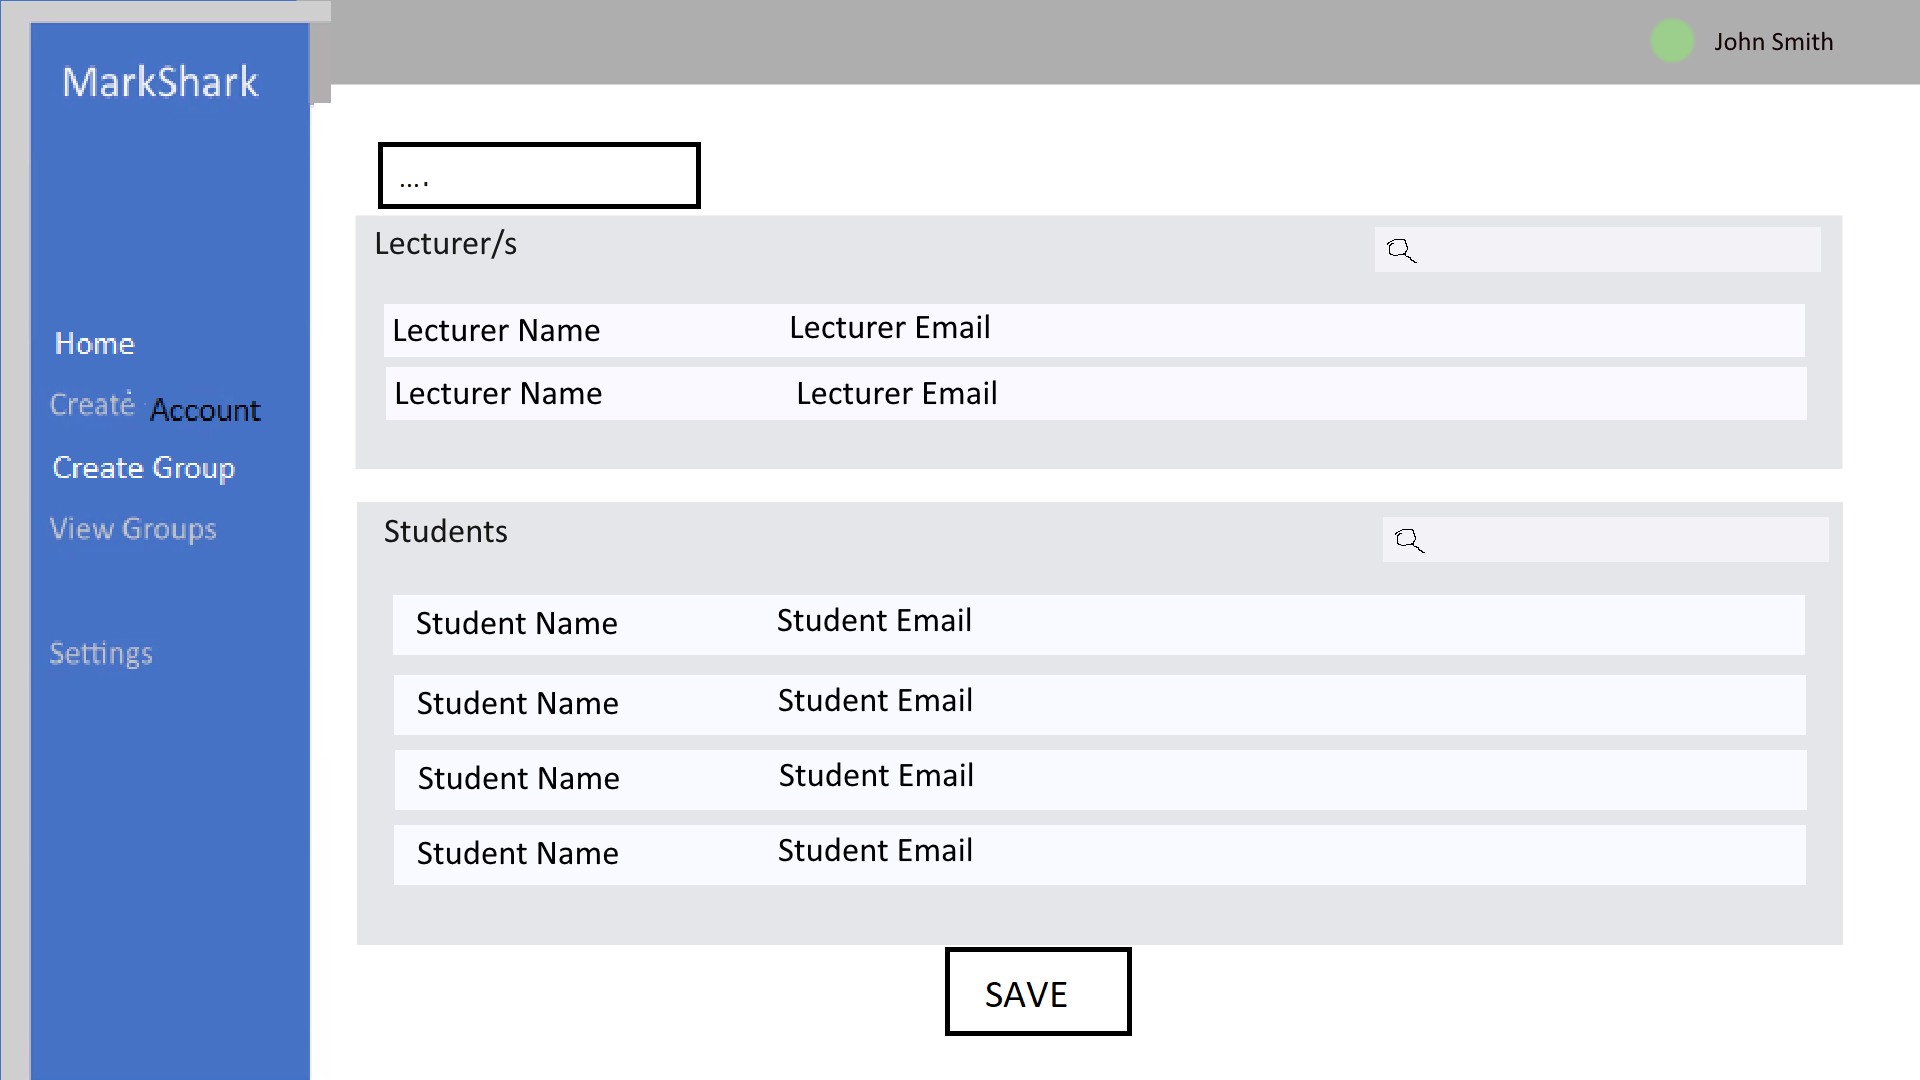 MarkShark
John Smith
....
Home
Create Account
Create Group
View Groups
Settings
Lecturer/s
Lecturer Name Lecturer Email
Lecturer Name Lecturer Email
Students
Student Name Student Email
Student Name Student Email
Student Name Student Email
Student Name Student Email
SAVE